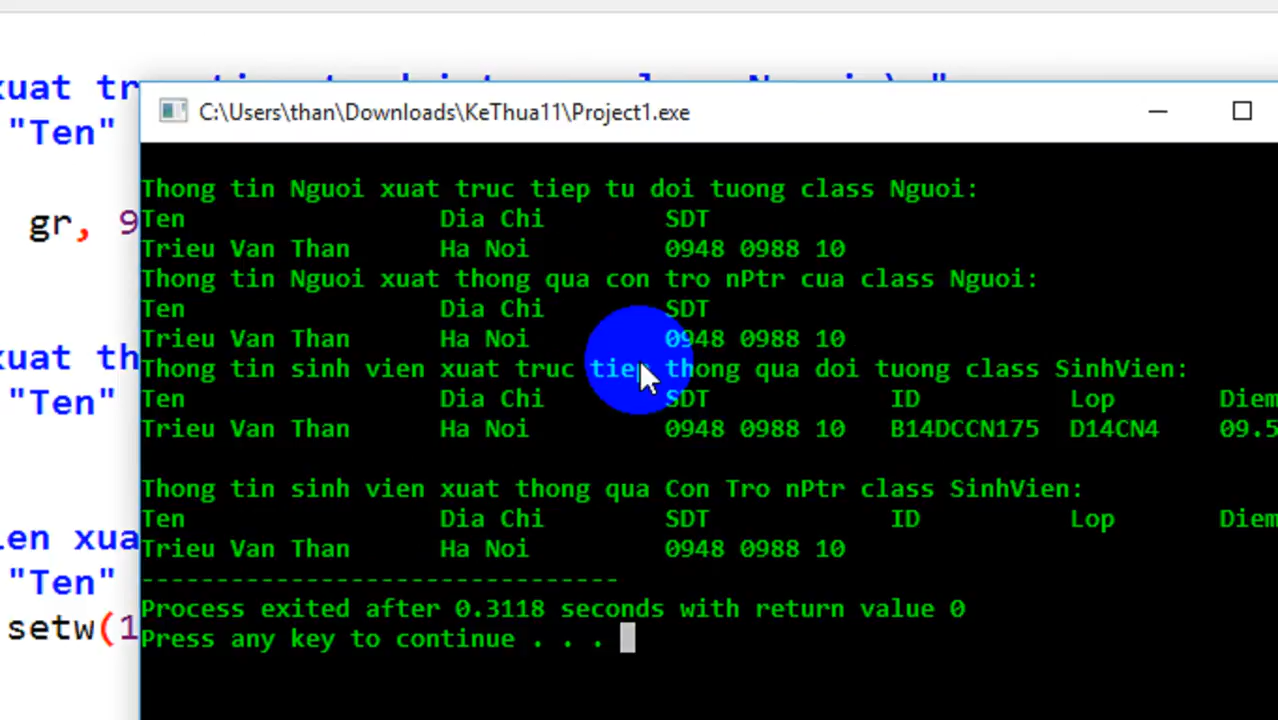 C:\Users\than\Downloads\KeThua11\Project1.exe
Thong tin Nguoi xuat truc tiep tu doi tuong class Nguoi:
Ten Dia Chi SDT
Trieu Van Than Ha Noi 0948 0988 10
Thong tin Nguoi xuat thong qua con tro nPtr cua class Nguoi:
Ten Dia Chi SDT
Trieu Van Than Ha Noi 0948 0988 10
Thong tin sinh vien xuat truc tiep thong qua doi tuong class SinhVien:
Ten Dia Chi SDT ID Lop Diem
Trieu Van Than Ha Noi 0948 0988 10 B14DCCN175 D14CN4 09.5
Thong tin sinh vien xuat thong qua Con Tro nPtr class SinhVien:
Ten Dia Chi SDT ID Lop Diem
Trieu Van Than Ha Noi 0948 0988 10
--------------------------------
Process exited after 0.3118 seconds with return value 0
Press any key to continue . . .
xuat
"Ten"
gr, 9
xuat th
"Ten"
ien xua
"Ten"
setw(1